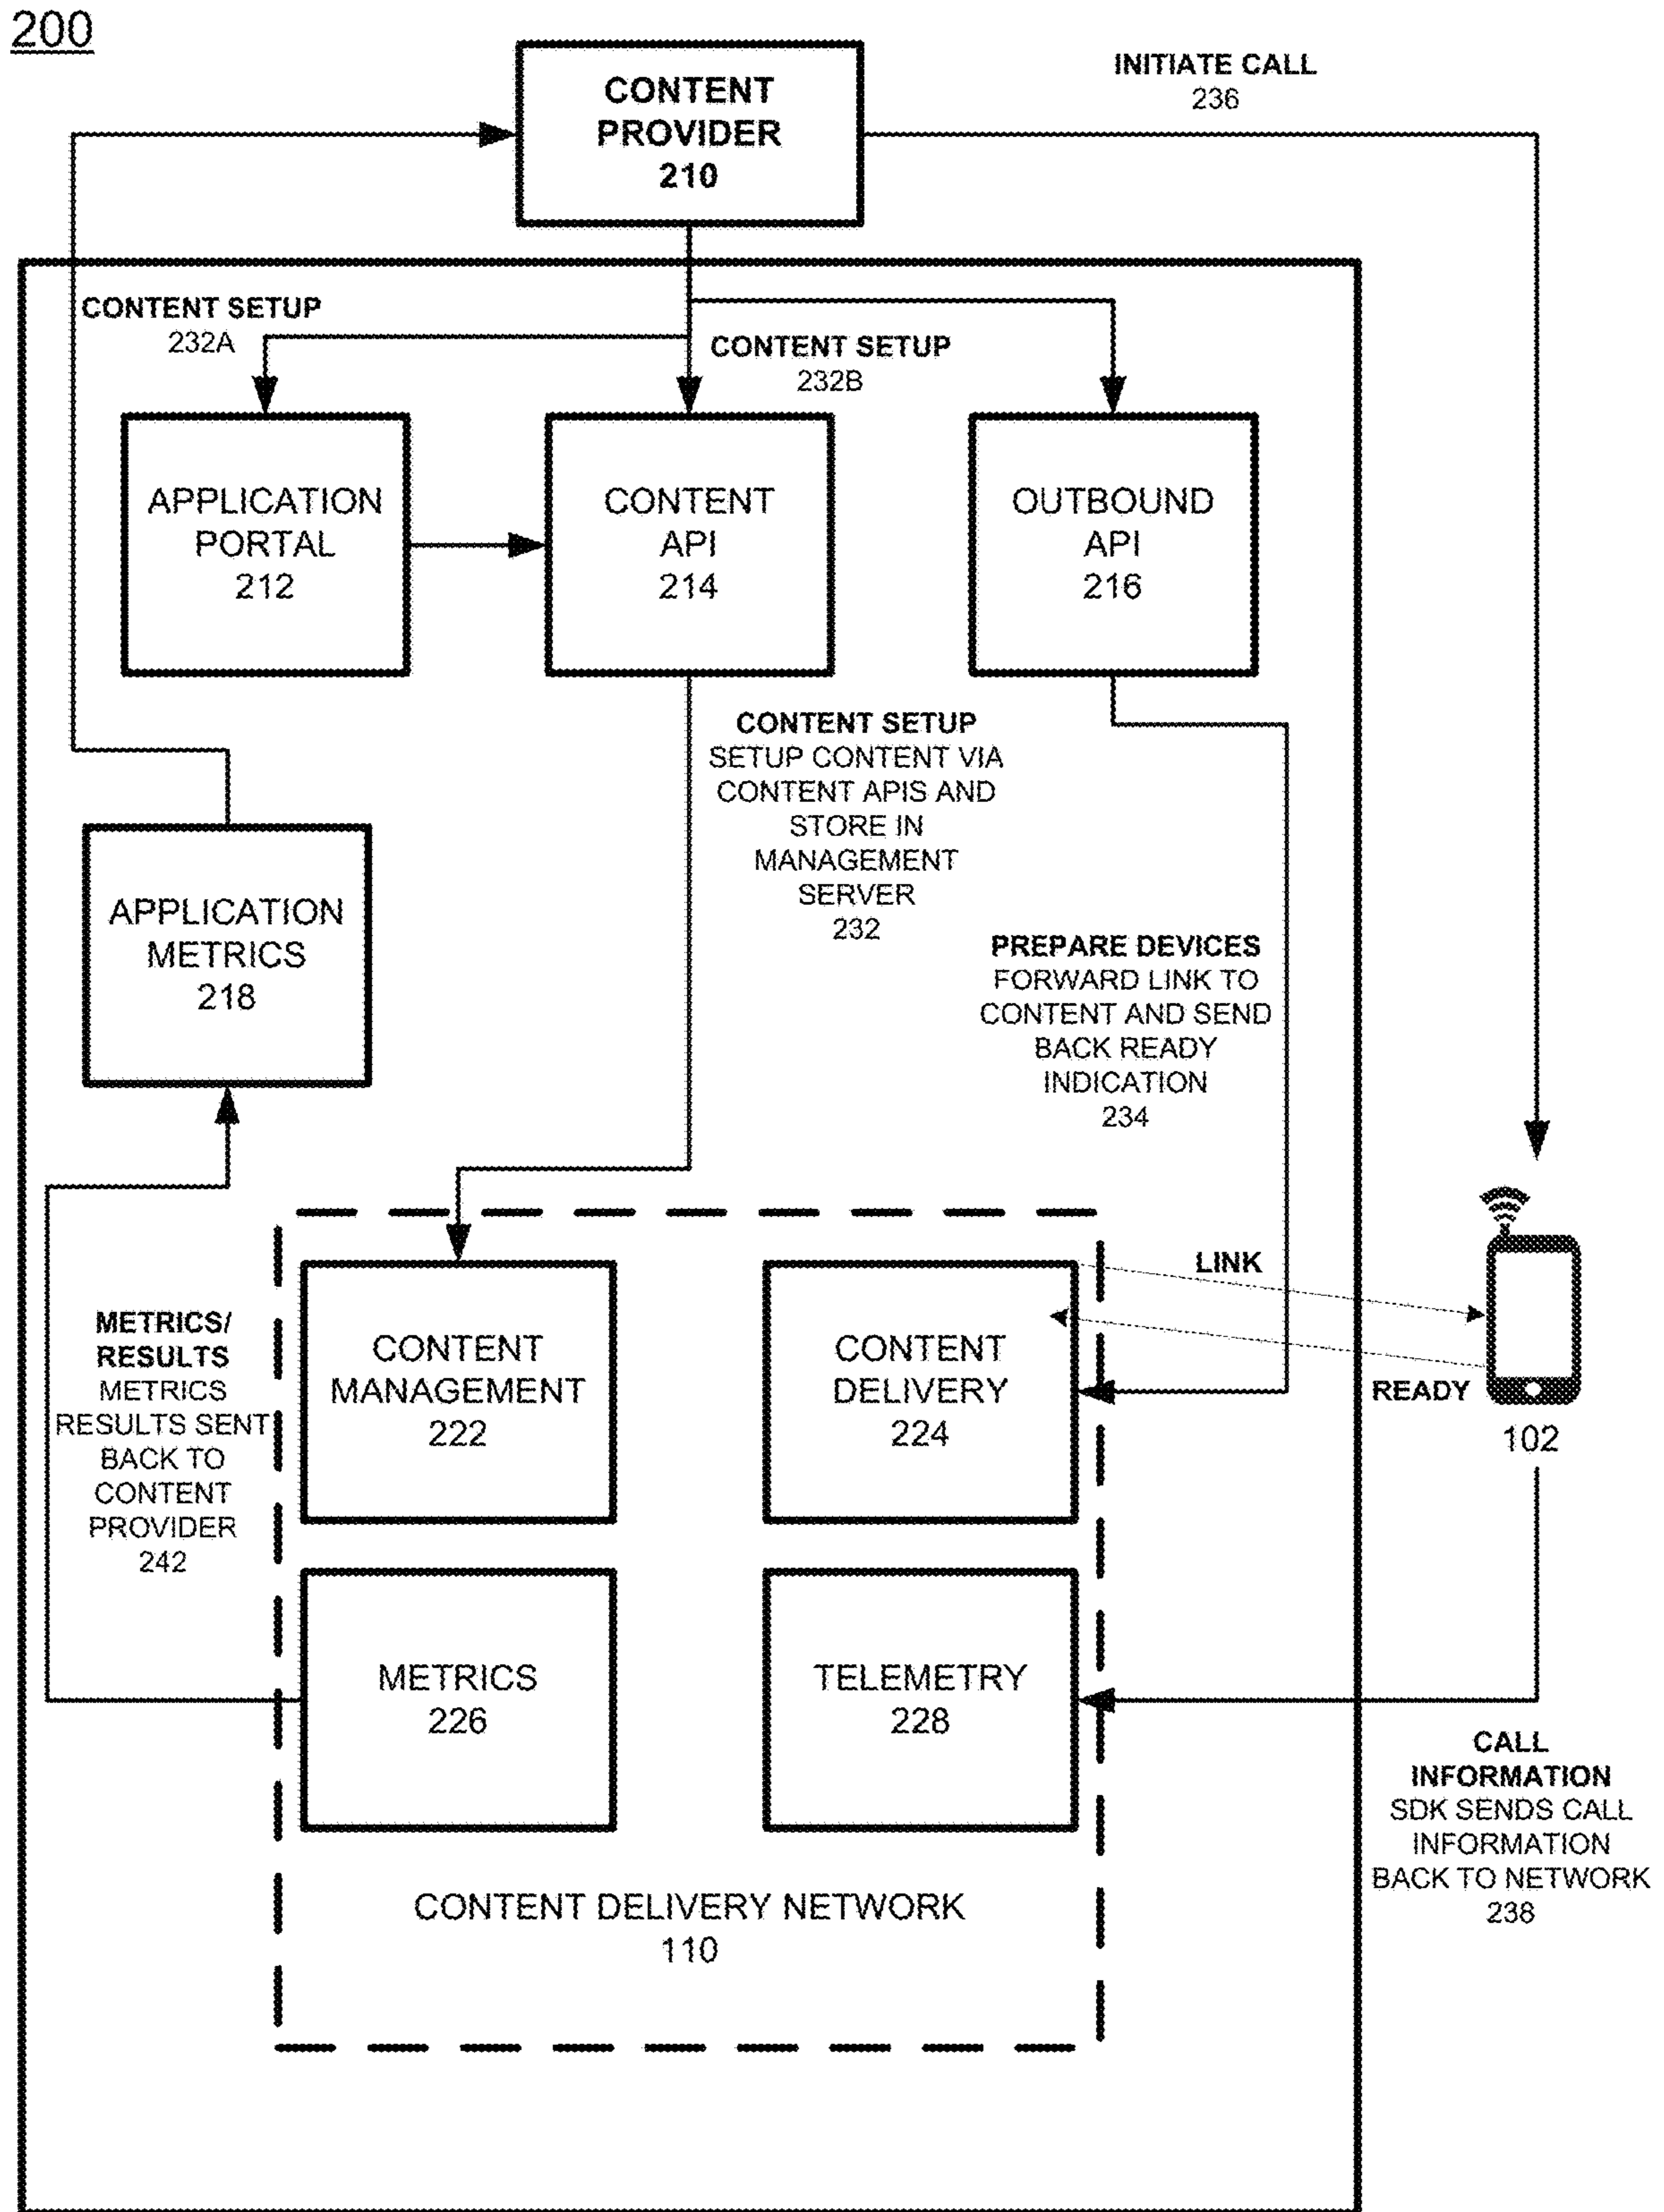 200
CONTENT
PROVIDER
210
INITIATE CALL
236
CONTENT SETUP
232A
CONTENT SETUP
232B
APPLICATION
PORTAL
212
CONTENT
API
214
OUTBOUND
API
216
CONTENT SETUP
SETUP CONTENT VIA
CONTENT APIS AND
STORE IN
MANAGEMENT
SERVER
232
APPLICATION
METRICS
218
PREPARE DEVICES
FORWARD LINK TO
CONTENT AND SEND
BACK READY
INDICATION
234
LINK
READY
102
METRICS/
RESULTS
METRICS
RESULTS SENT
BACK TO
CONTENT
PROVIDER
242
CONTENT
MANAGEMENT
222
CONTENT
DELIVERY
224
METRICS
226
TELEMETRY
228
CALL
INFORMATION
SDK SENDS CALL
INFORMATION
BACK TO NETWORK
238
CONTENT DELIVERY NETWORK
110